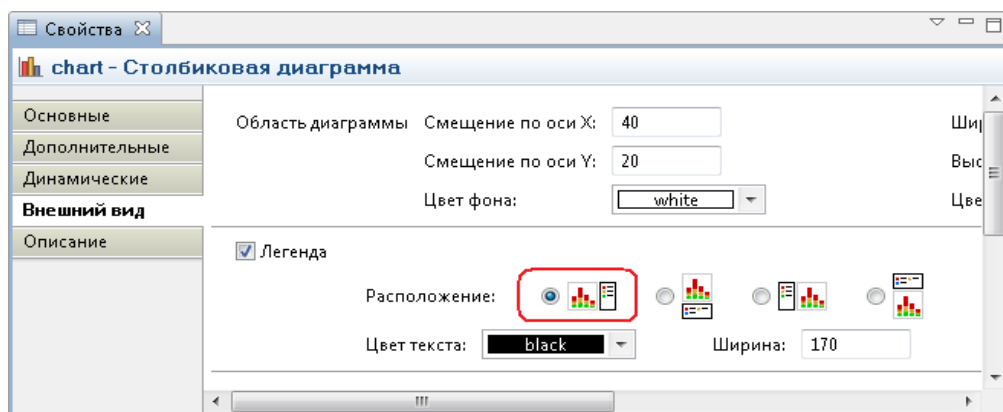 Свойства
chart - Столбиковая диаграмма
Основные
Дополнительные
Динамические
Внешний вид
Описание
Область диаграммы Смещение по оси X: 40
Смещение по оси Y: 20
Цвет фона: white
Легенда
Расположение:
Цвет текста: black Ширина: 170